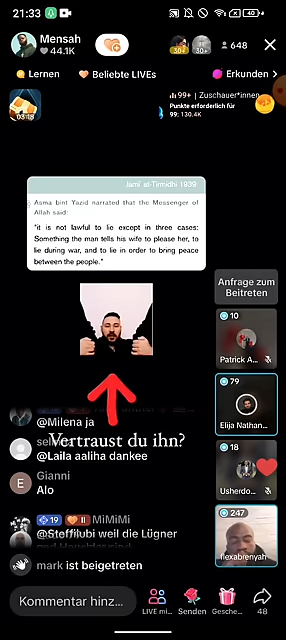 21:33
40
Mensah
44.1K
30+
30+
648
Lernen
Beliebte LIVEs
Erkunden
03:18
99+ | Zuschauer*innen
Punkte erforderlich für
99: 130.4K
Jami` at-Tirmidhi 1939
Asma bint Yazid narrated that the Messenger of
Allah said:
"it is not lawful to lie except in three cases:
Something the man tells his wife to please her, to
lie during war, and to lie in order to bring peace
between the people."
Anfrage zum
Beitreten
10
Patrick A...
79
Elija Nathan...
18
Usherdo...
247
flexabrenyah
@Milena ja
Vertraust du ihn?
@Laila aaliha dankee
Gianni
Alo
19 11 MiMiMi
@Steffilubi weil die Lügner
mark ist beigetreten
Kommentar hinz...
LIVE mi...
Senden
Gesche...
48